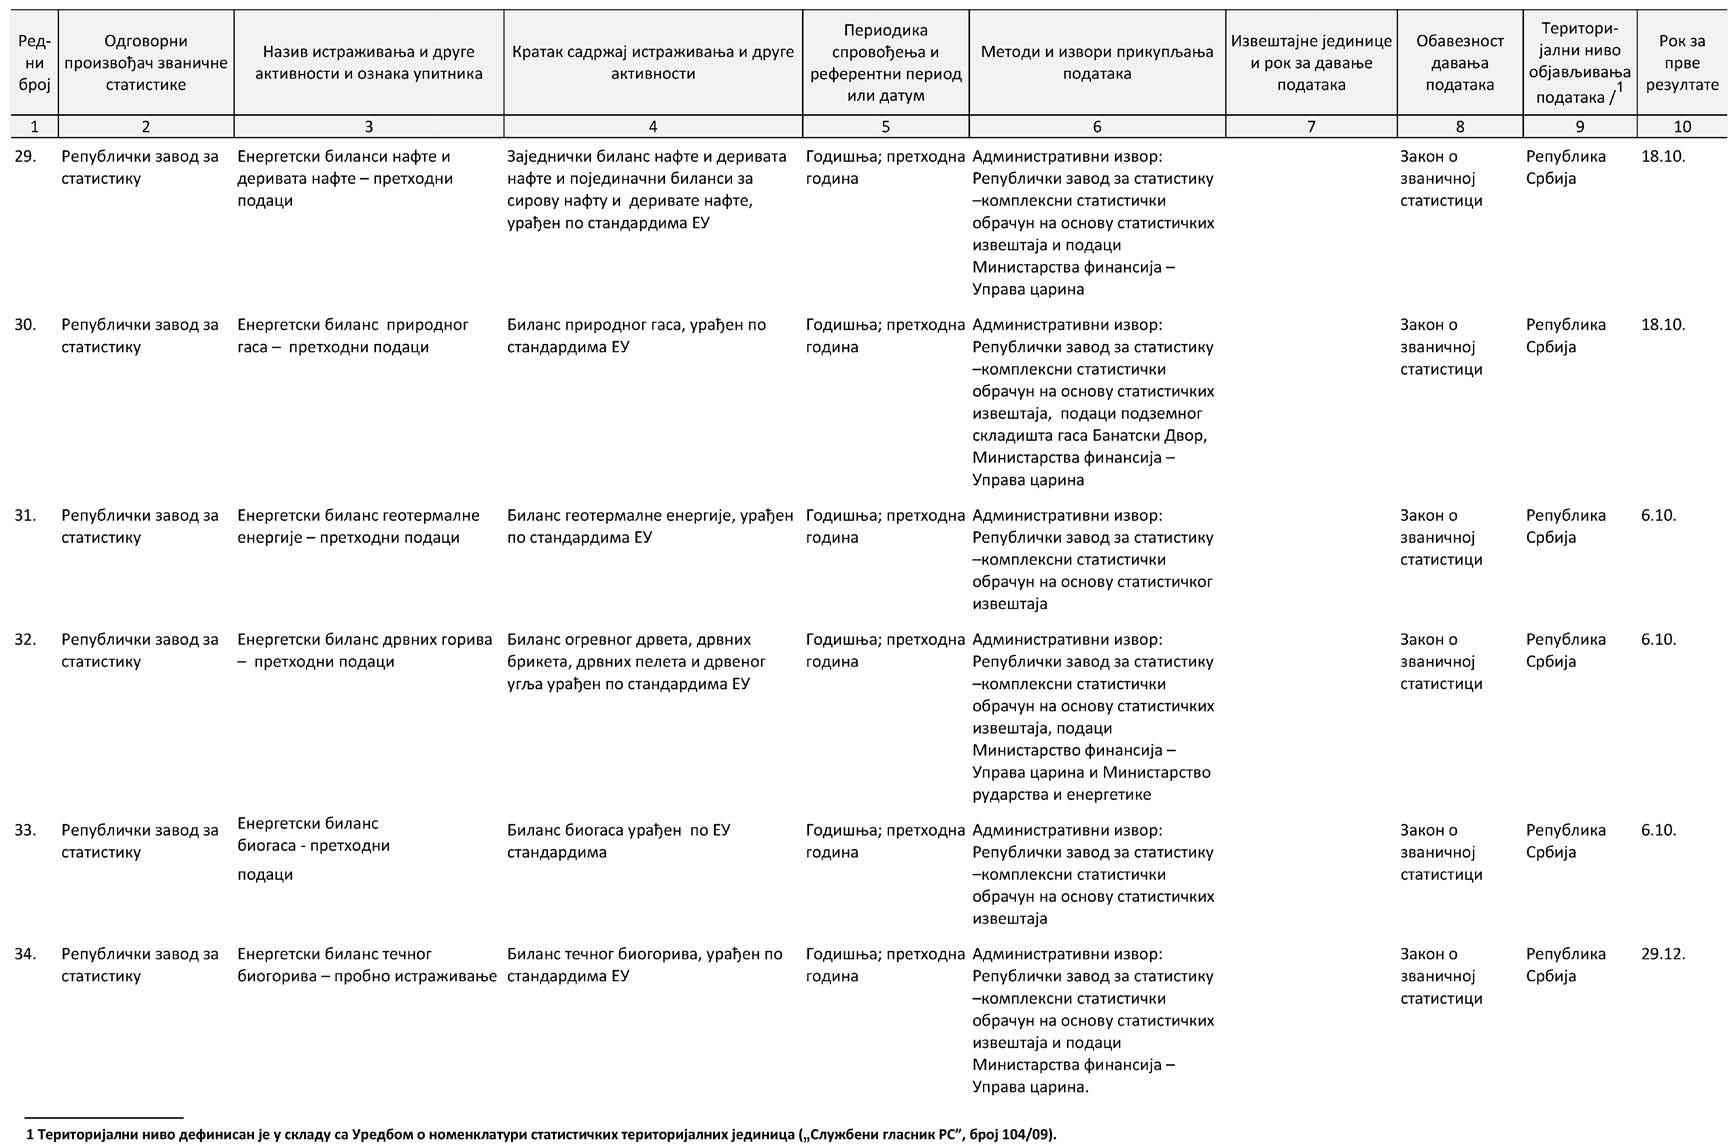 Ред-
ни
број
Одговорни
произвођач званичне
статистике
Назив истраживања и друге
активности и ознака упитника
Кратак садржај истраживања и друге
активности
Периодика
спровођења и
референтни период
или датум
Методи и извори прикупљања
података
Извештајне јединице
и рок за давање
података
Обавезност
давања
података
Територи-
јални ниво
објављивања
података /1
Рок за
прве
резултате
1 2 3 4 5 6 7 8 9 10
29.
Републички завод за
статистику
Енергетски биланси нафте и
деривата нафте – претходни
подаци
Заједнички биланс нафте и деривата
нафте и појединачни биланси за
сирову нафту и деривате нафте,
урађен по стандардима ЕУ
Годишња; претходна
година
Административни извор:
Републички завод за статистику
–комплексни статистички
обрачун на основу статистичких
извештаја и подаци
Министарства финансија –
Управа царина
Закон о
званичној
статистици
Република
Србија
18.10.
30.
Републички завод за
статистику
Енергетски биланс природног
гаса – претходни подаци
Биланс природног гаса, урађен по
стандардима ЕУ
Годишња; претходна
година
Административни извор:
Републички завод за статистику
–комплексни статистички
обрачун на основу статистичких
извештаја, подаци подземног
складишта гаса Банатски Двор,
Министарства финансија –
Управа царина
Закон о
званичној
статистици
Република
Србија
18.10.
31.
Републички завод за
статистику
Енергетски биланс геотермалне
енергије – претходни подаци
Биланс геотермалне енергије, урађен
по стандардима ЕУ
Годишња; претходна
година
Административни извор:
Републички завод за статистику
–комплексни статистички
обрачун на основу статистичког
извештаја
Закон о
званичној
статистици
Република
Србија
6.10.
32.
Републички завод за
статистику
Енергетски биланс дрвних горива
– претходни подаци
Биланс огревног дрвета, дрвних
брикета, дрвних пелета и дрвеног
угља урађен по стандардима ЕУ
Годишња; претходна
година
Административни извор:
Републички завод за статистику
–комплексни статистички
обрачун на основу статистичких
извештаја, подаци
Министарство финансија –
Управа царина и Министарство
рударства и енергетике
Закон о
званичној
статистици
Република
Србија
6.10.
33.
Републички завод за
статистику
Енергетски биланс
биогаса - претходни
подаци
Биланс биогаса урађен по ЕУ
стандардима
Годишња; претходна
година
Административни извор:
Републички завод за статистику
–комплексни статистички
обрачун на основу статистичких
извештаја
Закон о
званичној
статистици
Република
Србија
6.10.
34.
Републички завод за
статистику
Енергетски биланс течног
биогорива – пробно истраживање
Биланс течног биогорива, урађен по
стандардима ЕУ
Годишња; претходна
година
Административни извор:
Републички завод за статистику
–комплексни статистички
обрачун на основу статистичких
извештаја и подаци
Министарства финансија –
Управа царина.
Закон о
званичној
статистици
Република
Србија
29.12.
1 Територијални ниво дефинисан је у складу са Уредбом о номенклатури статистичких територијалних јединица („Службени гласник РС”, број 104/09).